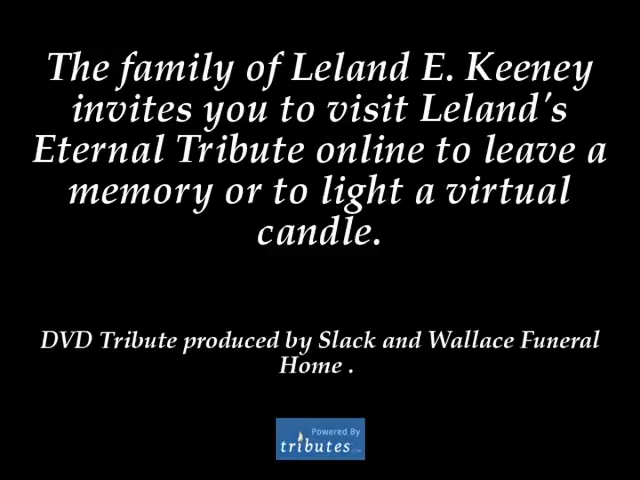 The family of Leland E. Keeney
invites you to visit Leland's
Eternal Tribute online to leave a
memory or to light a virtual
candle.
DVD Tribute produced by Slack and Wallace Funeral
Home .
Powered By
tributes